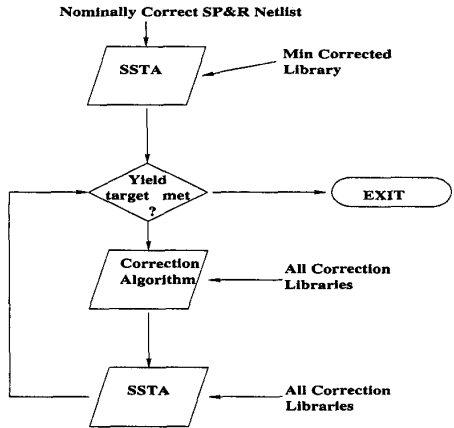 Nominally Correct SP&R Netlist
SSTA
Min Corrected
Library
Yield
target met
?
EXIT
Correction
Algorithm
All Correction
Libraries
SSTA
All Correction
Libraries